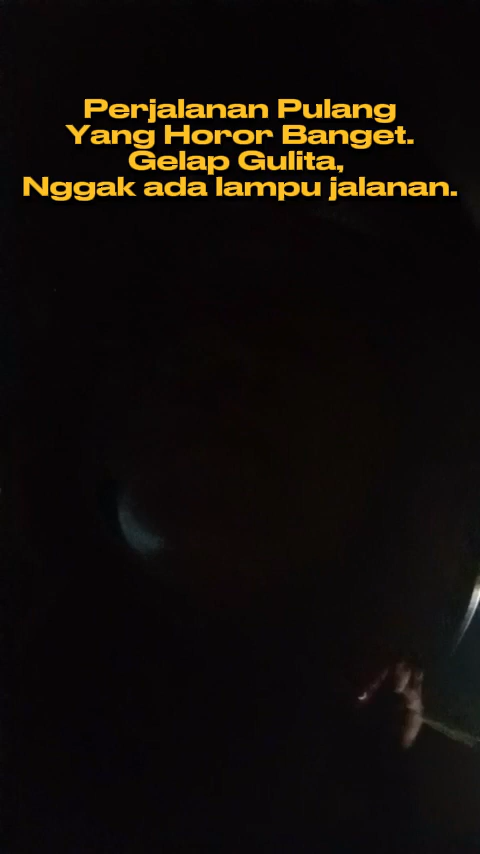 Perjalanan Pulang
Yang Horor Banget.
Gelap Gulita,
Nggak ada lampu jalanan.